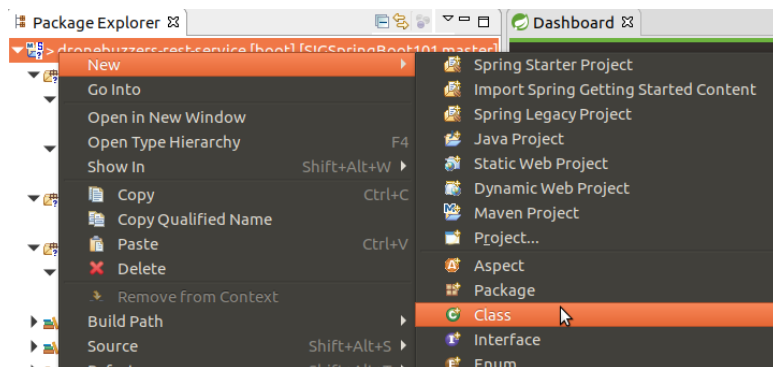 Package Explorer
Dashboard
> dronebuzzers-rest-service [boot] [SIGSpringBoot101 master]
New
Go Into
Open in New Window
Open Type Hierarchy F4
Show In Shift+Alt+W
Copy Ctrl+C
Copy Qualified Name
Paste Ctrl+V
Delete
Remove from Context
Build Path
Source Shift+Alt+S
Spring Starter Project
Import Spring Getting Started Content
Spring Legacy Project
Java Project
Static Web Project
Dynamic Web Project
Maven Project
Project...
Aspect
Package
Class
Interface
Enum